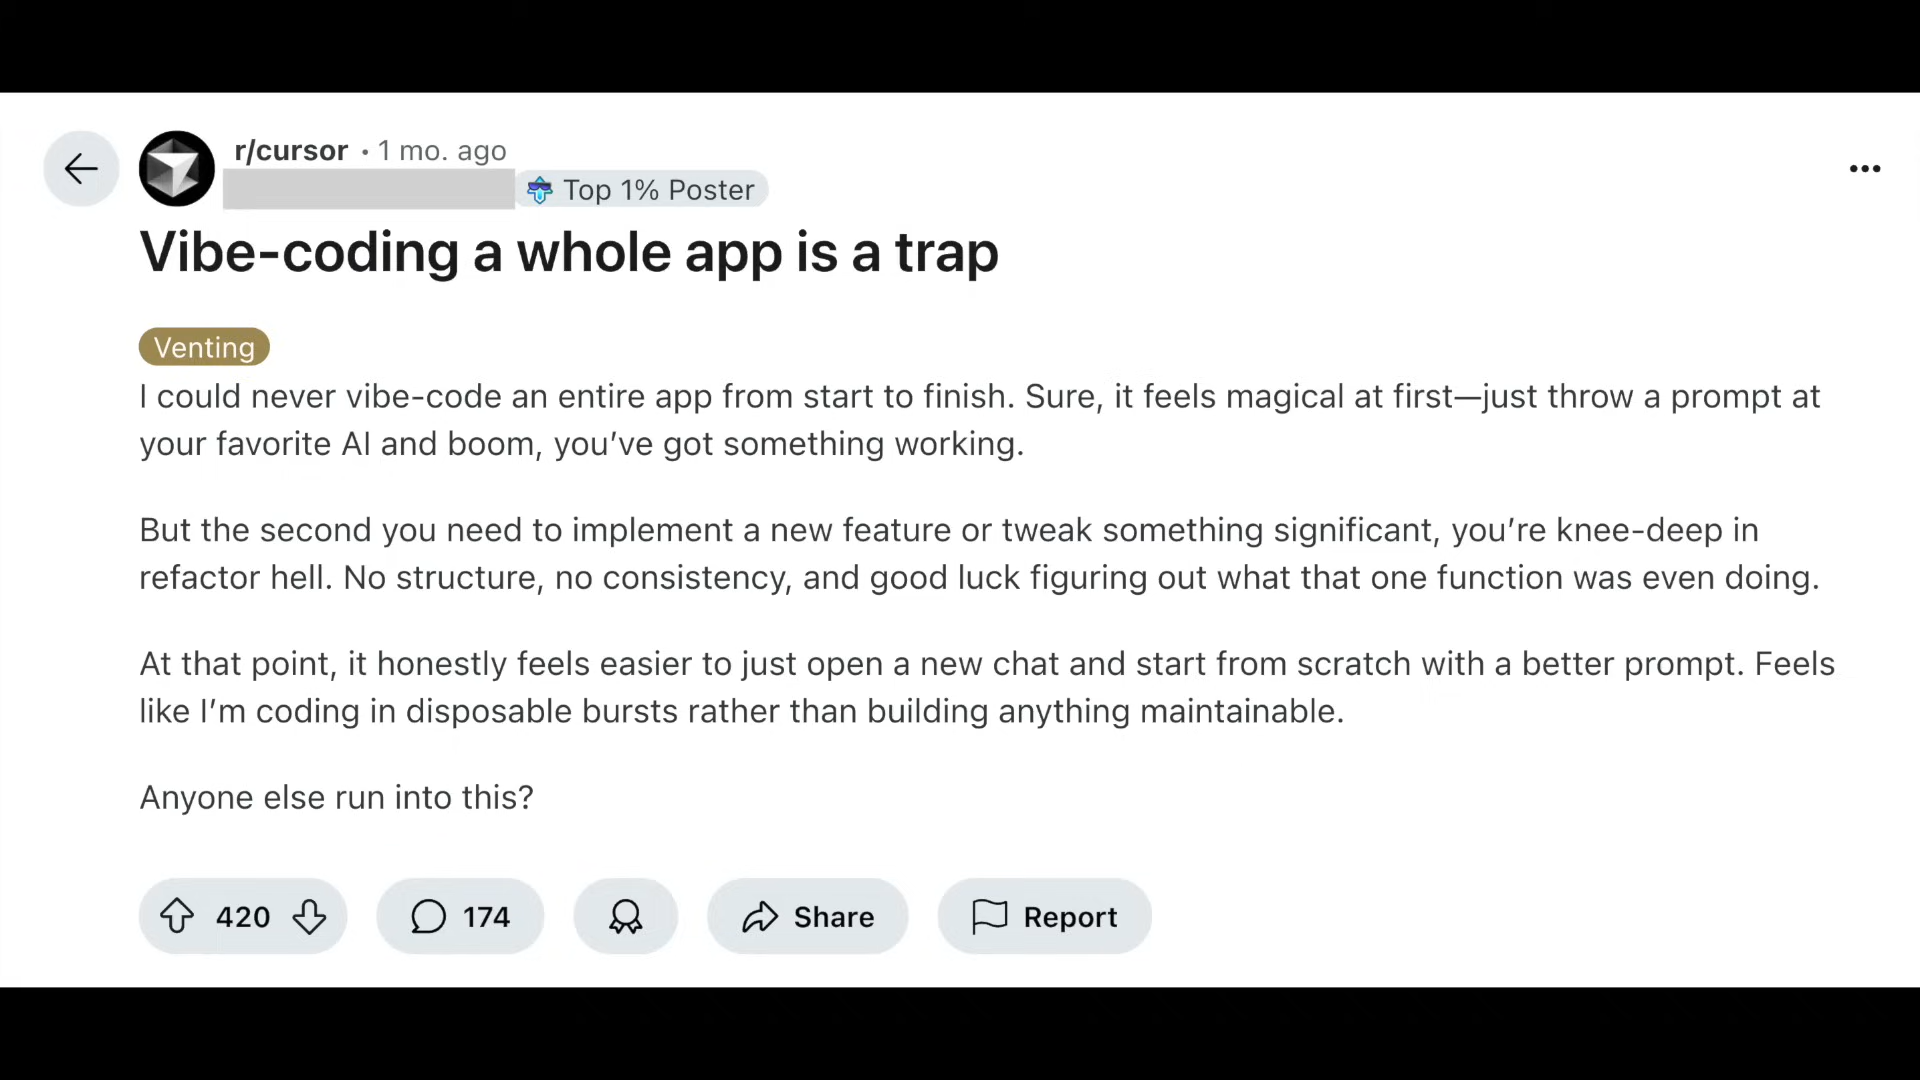 r/cursor • 1 mo. ago
Top 1% Poster
Vibe-coding a whole app is a trap
Venting
I could never vibe-code an entire app from start to finish. Sure, it feels magical at first—just throw a prompt at
your favorite AI and boom, you’ve got something working.
But the second you need to implement a new feature or tweak something significant, you’re knee-deep in
refactor hell. No structure, no consistency, and good luck figuring out what that one function was even doing.
At that point, it honestly feels easier to just open a new chat and start from scratch with a better prompt. Feels
like I’m coding in disposable bursts rather than building anything maintainable.
Anyone else run into this?
420 174 Share Report